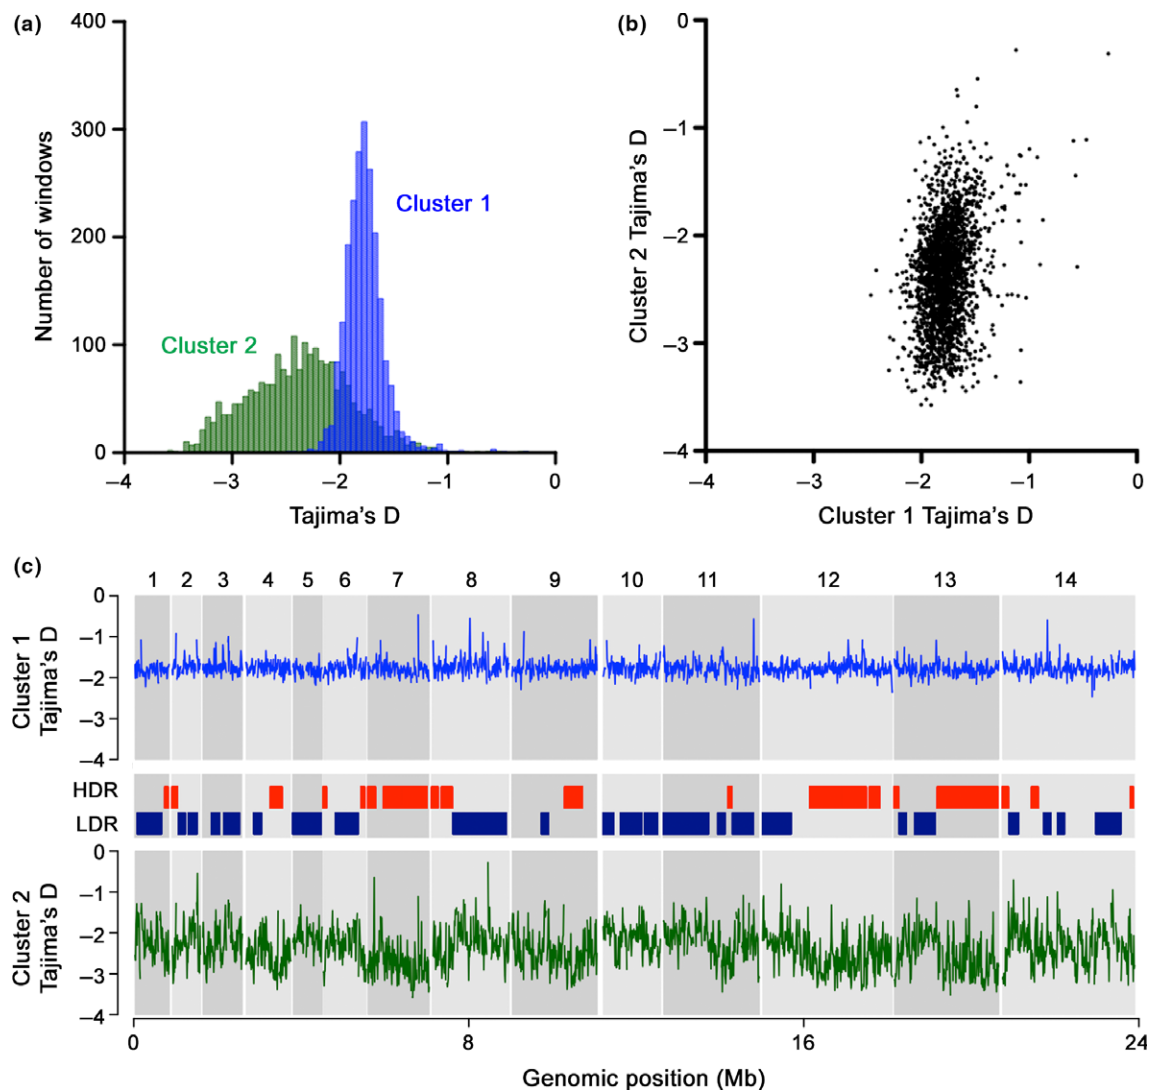 (a)
400
300
200
100
0
Number of windows
Cluster 1
Cluster 2
–4 –3 –2 –1 0
Tajima's D
(b)
0
–1
–2
–3
–4
Cluster 2 Tajima's D
–4 –3 –2 –1 0
Cluster 1 Tajima's D
(c)
1 2 3 4 5 6 7 8 9 10 11 12 13 14
Cluster 1
Tajima's D
0
–1
–2
–3
–4
HDR
LDR
Cluster 2
Tajima's D
0
–1
–2
–3
–4
0 8 16 24
Genomic position (Mb)